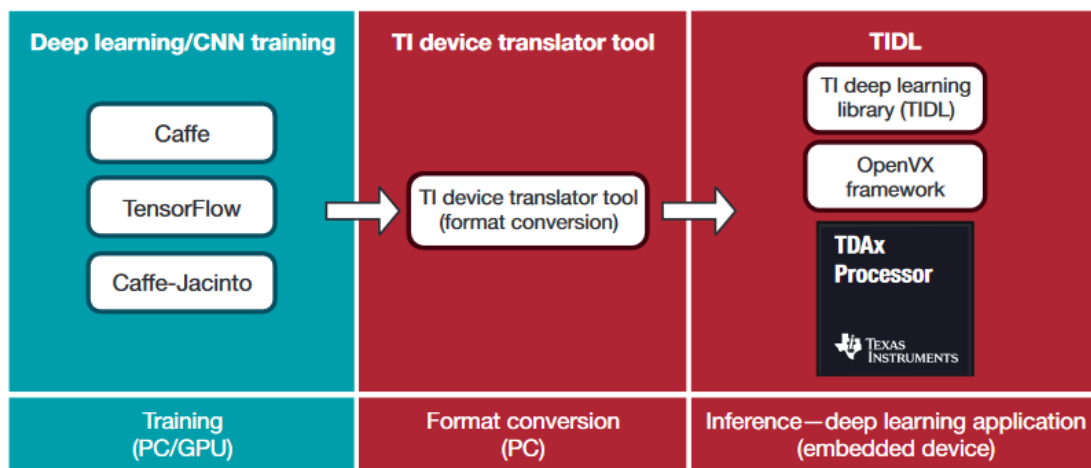 Deep learning/CNN training
Caffe
TensorFlow
Caffe-Jacinto
Training
(PC/GPU)
TI device translator tool
TI device translator tool
(format conversion)
Format conversion
(PC)
TIDL
TI deep learning
library (TIDL)
OpenVX
framework
TDAx
Processor
TEXAS
INSTRUMENTS
Inference—deep learning application
(embedded device)